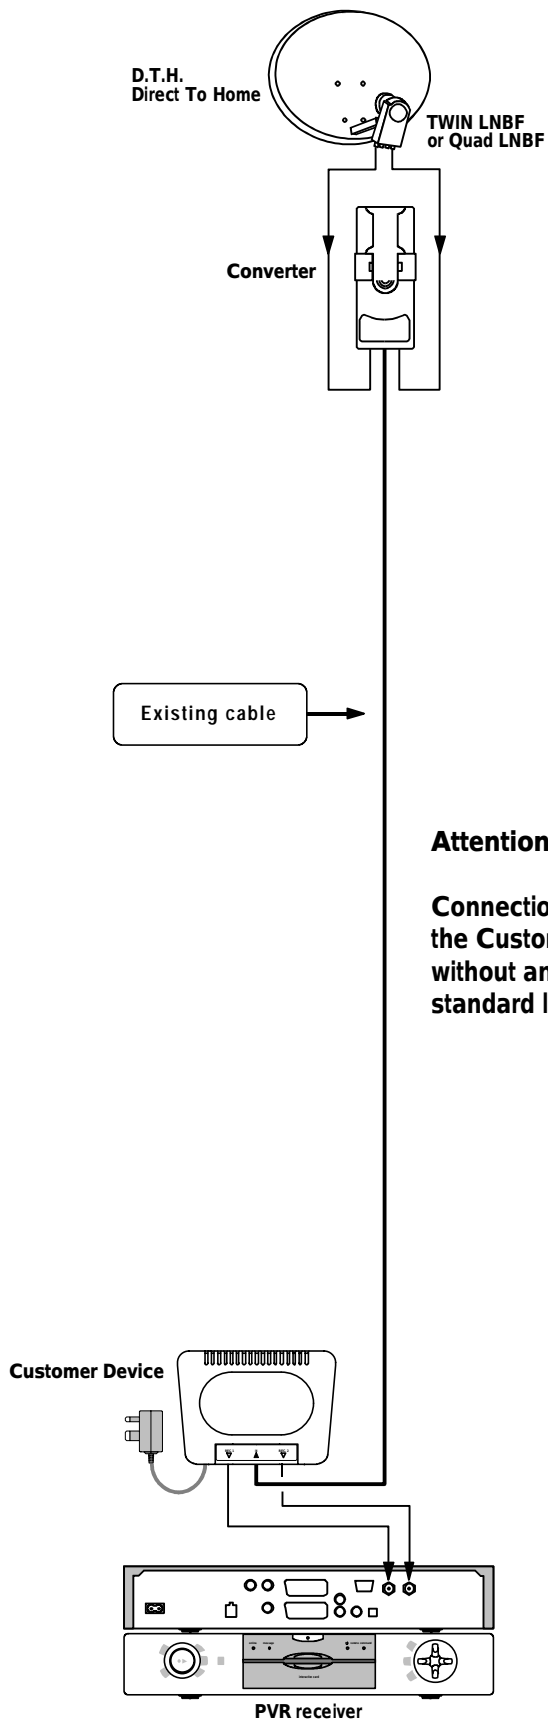 D.T.H.
Direct To Home
TWIN LNBF
or Quad LNBF
Converter
Existing cable
Attention
Connectio
the Custo
without an
standard l
Customer Device
PVR receiver